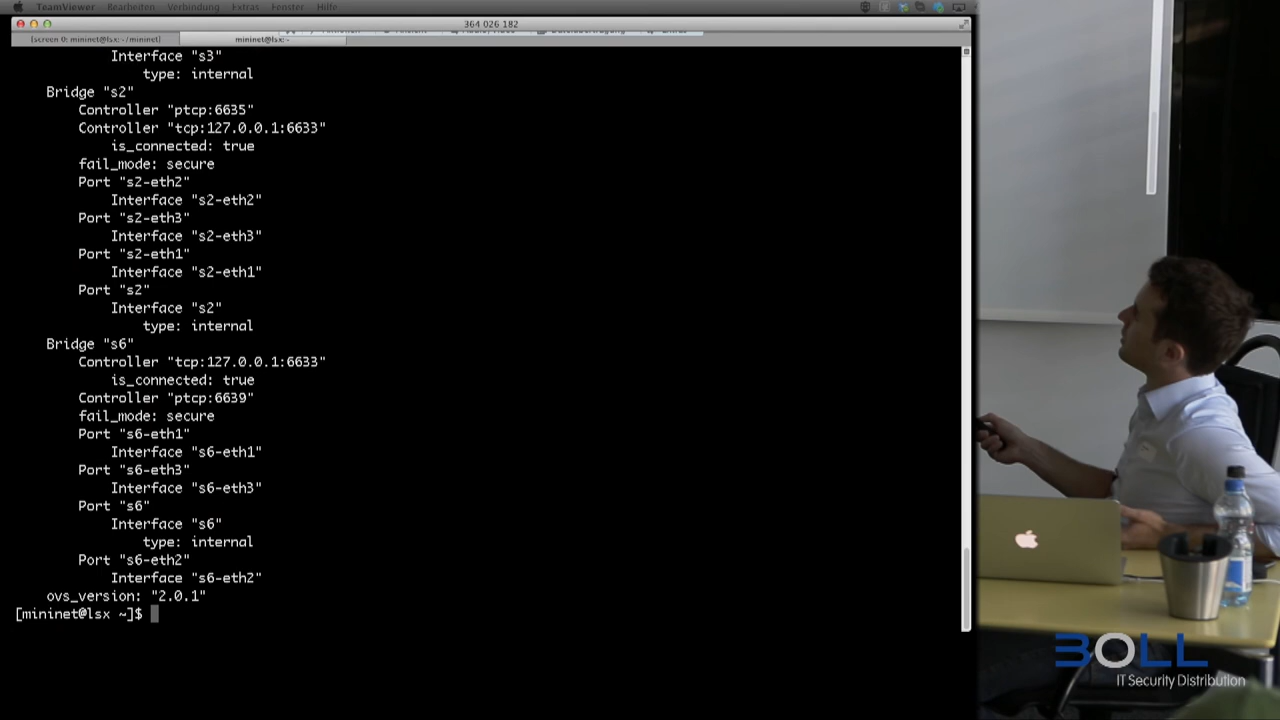 TeamViewer Bearbeiten Verbindung Extras Fenster Hilfe
364 026 182
[screen 0: mininet@lsx: ~/mininet]
mininet@lsx: ~
Interface "s3"
type: internal
Bridge "s2"
Controller "ptcp:6635"
Controller "tcp:127.0.0.1:6633"
is_connected: true
fail_mode: secure
Port "s2-eth2"
Interface "s2-eth2"
Port "s2-eth3"
Interface "s2-eth3"
Port "s2-eth1"
Interface "s2-eth1"
Port "s2"
Interface "s2"
type: internal
Bridge "s6"
Controller "tcp:127.0.0.1:6633"
is_connected: true
Controller "ptcp:6639"
fail_mode: secure
Port "s6-eth1"
Interface "s6-eth1"
Port "s6-eth3"
Interface "s6-eth3"
Port "s6"
Interface "s6"
type: internal
Port "s6-eth2"
Interface "s6-eth2"
ovs_version: "2.0.1"
[mininet@lsx ~]$
BOLL
IT Security Distribution